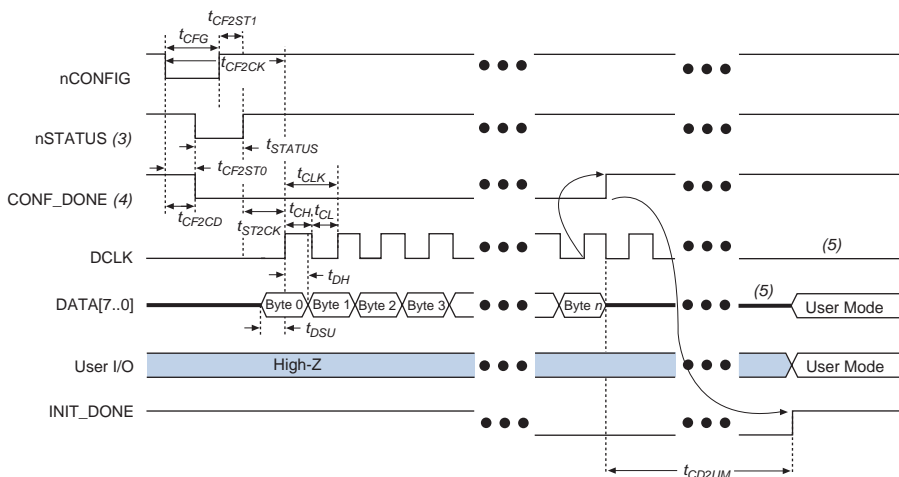 tCF2ST1
tCFG
tCF2CK
nCONFIG
nSTATUS (3)
tSTATUS
tCF2ST0
tCLK
CONF_DONE (4)
tCF2CD
tST2CK
tCH
tCL
DCLK
(5)
tDH
DATA[7..0]
Byte 0
Byte 1
Byte 2
Byte 3
Byte n
(5)
User Mode
tDSU
User I/O
High-Z
User Mode
INIT_DONE
tCD2UM